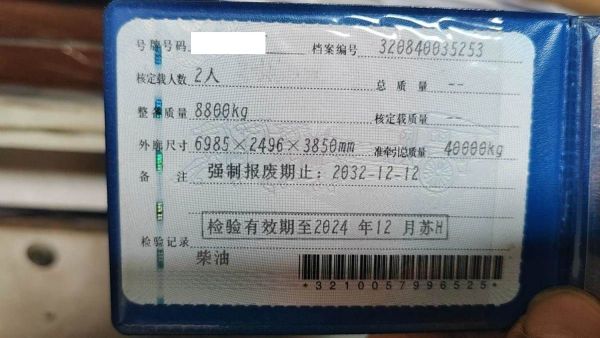 号牌号码 档案编号 320840035253
核定载人数 2人 总质量 --
整备质量 8800kg 核定载质量 --
外廓尺寸 6985×2496×3850mm 准牵引总质量 40000kg
备注 强制报废期止：2032-12-12
检验有效期至2024 年12 月苏H
检验记录
柴油
*3210057996525*